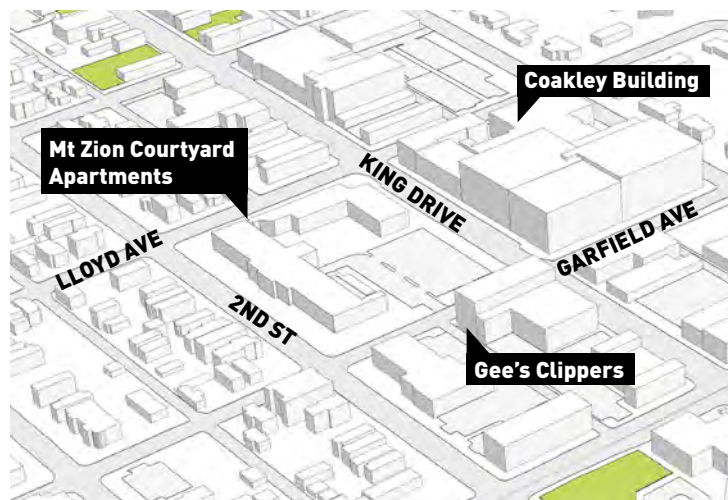 Coakley Building
Mt Zion Courtyard
Apartments
KING DRIVE
GARFIELD AVE
LLOYD AVE
2ND ST
Gee's Clippers